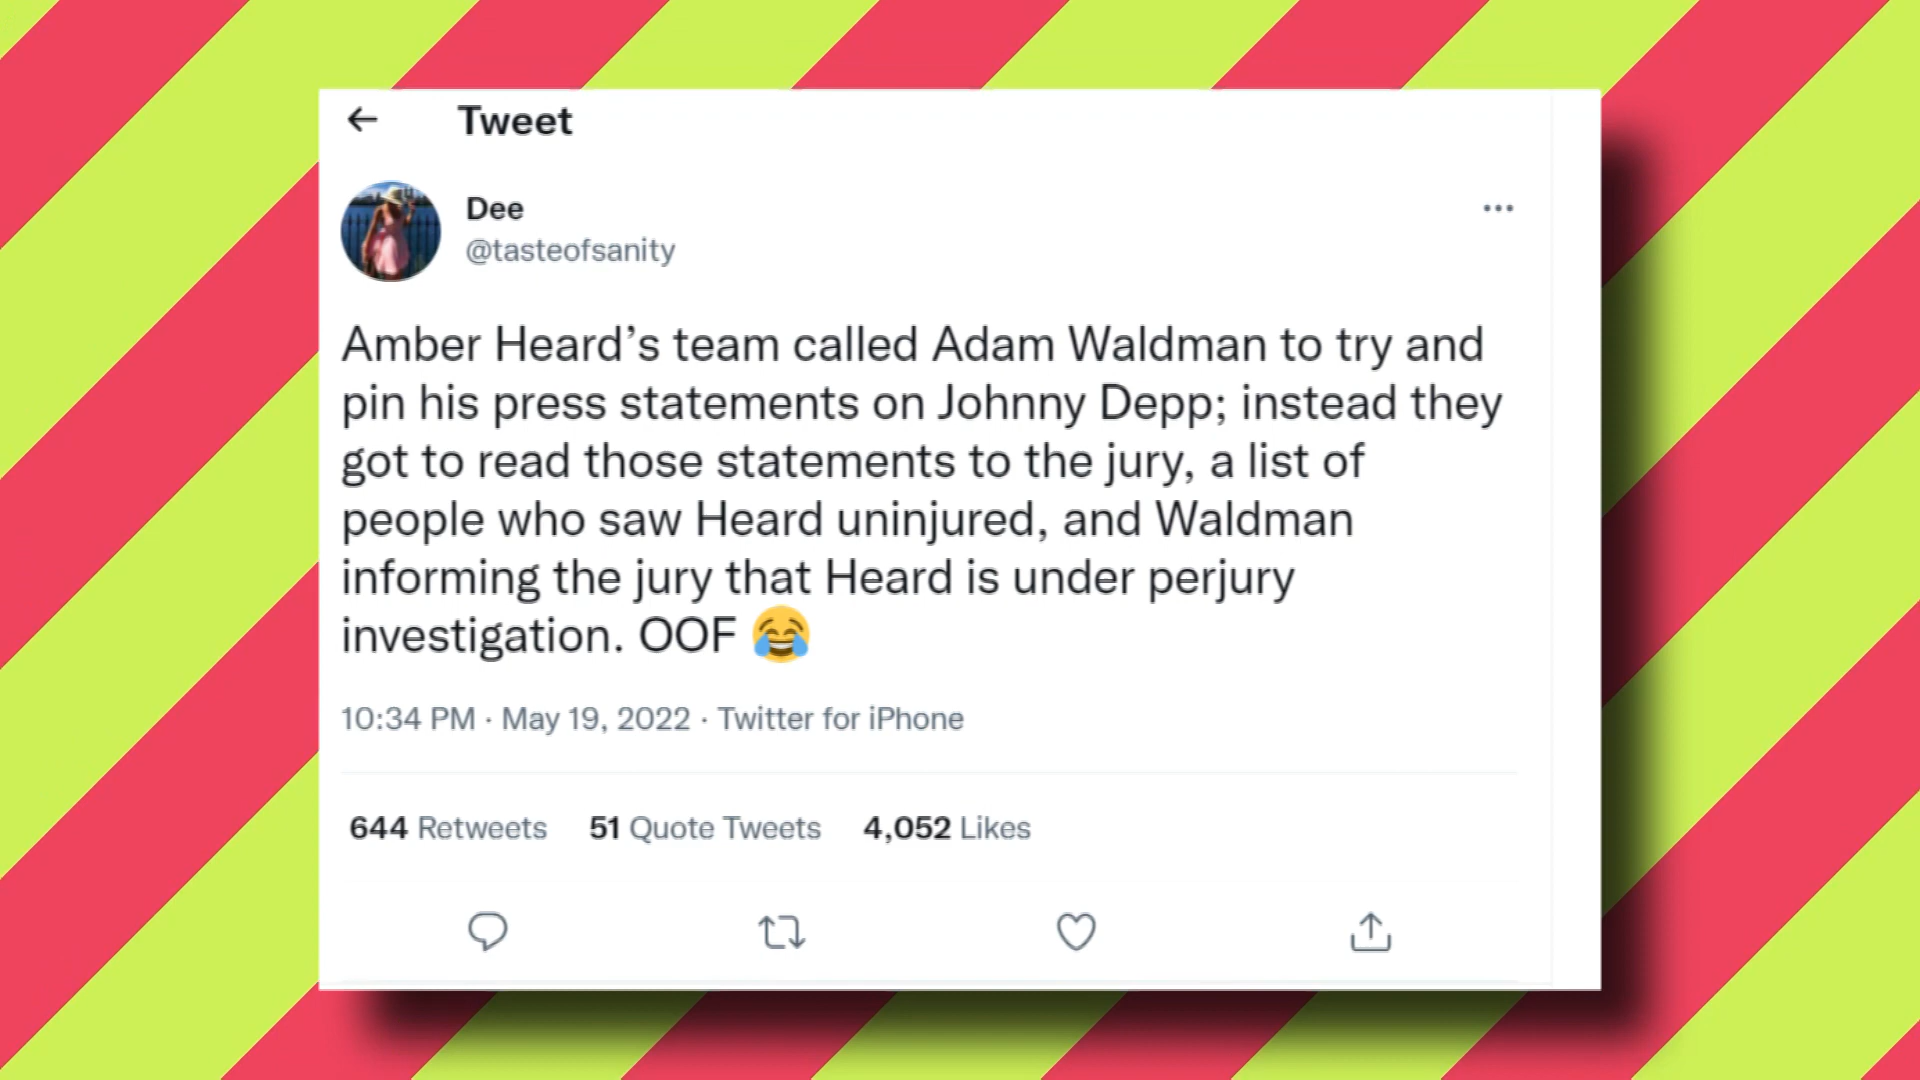 Tweet
Dee
@tasteofsanity
Amber Heard’s team called Adam Waldman to try and
pin his press statements on Johnny Depp; instead they
got to read those statements to the jury, a list of
people who saw Heard uninjured, and Waldman
informing the jury that Heard is under perjury
investigation. OOF 😂
10:34 PM · May 19, 2022 · Twitter for iPhone
644 Retweets 51 Quote Tweets 4,052 Likes